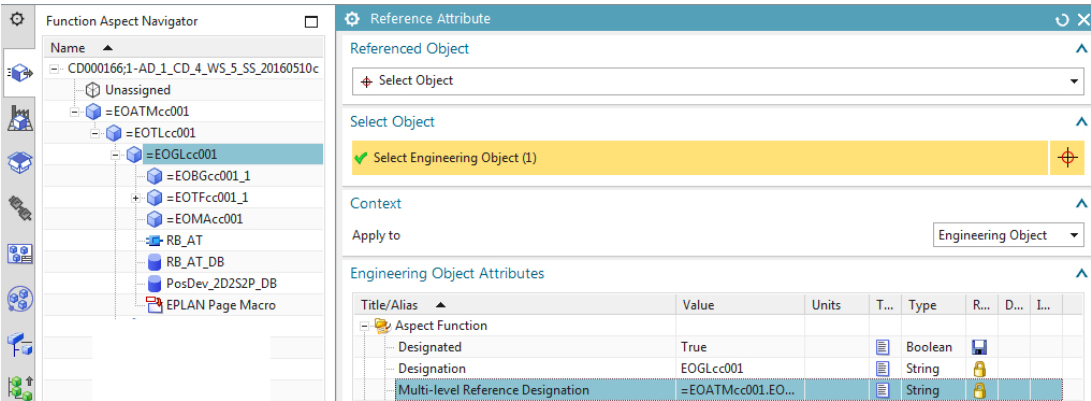 Function Aspect Navigator
Name
CD000166;1-AD_1_CD_4_WS_5_SS_20160510c
Unassigned
=EOATMcc001
=EOTLcc001
=EOGLcc001
=EOBGcc001_1
=EOTFcc001_1
=EOMAcc001
RB_AT
RB_AT_DB
PosDev_2D2S2P_DB
EPLAN Page Macro
Reference Attribute
Referenced Object
Select Object
Select Object
Select Engineering Object (1)
Context
Apply to Engineering Object
Engineering Object Attributes
Title/Alias Value Units T... Type R... D... I...
Aspect Function
Designated True Boolean
Designation EOGLcc001 String
Multi-level Reference Designation =EOATMcc001.EO... String